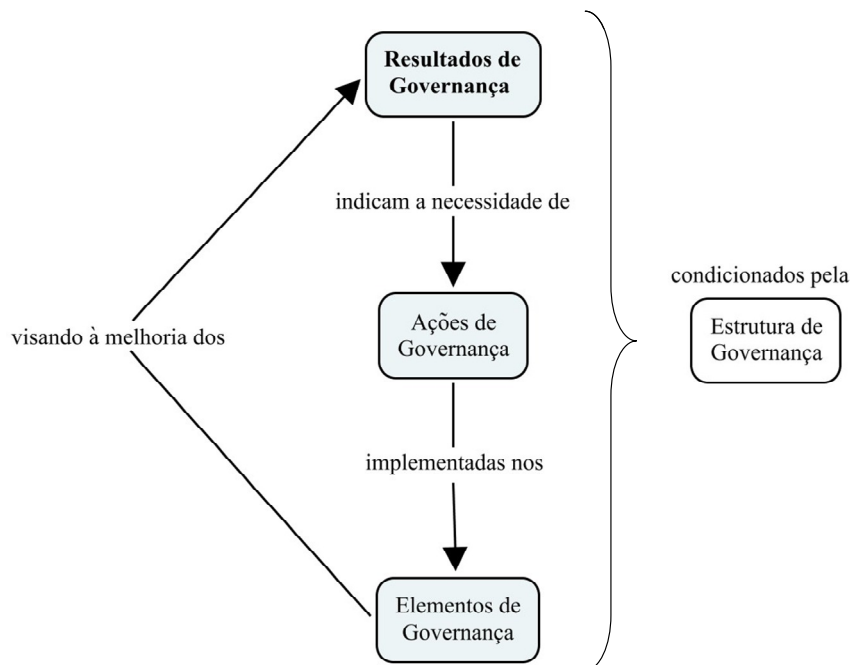 Resultados de
Governança
indicam a necessidade de
condicionados pela
Ações de
Governança
Estrutura de
Governança
visando à melhoria dos
implementadas nos
Elementos de
Governança